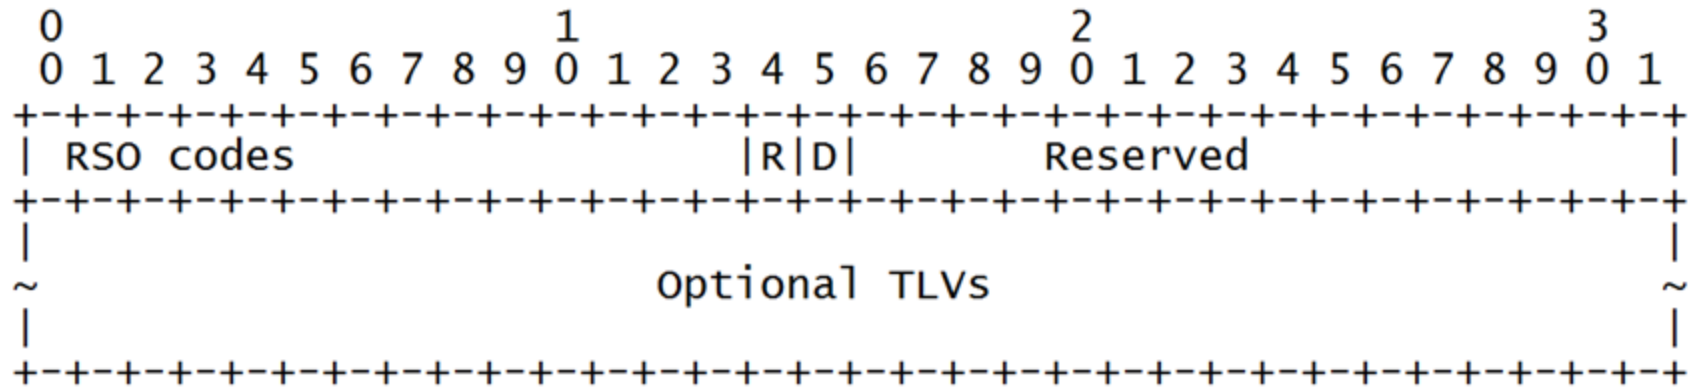 0                   1                   2                   3
 0 1 2 3 4 5 6 7 8 9 0 1 2 3 4 5 6 7 8 9 0 1 2 3 4 5 6 7 8 9 0 1
+-+-+-+-+-+-+-+-+-+-+-+-+-+-+-+-+-+-+-+-+-+-+-+-+-+-+-+-+-+-+-+-+
| RSO codes                 |R|D|       Reserved                |
+-+-+-+-+-+-+-+-+-+-+-+-+-+-+-+-+-+-+-+-+-+-+-+-+-+-+-+-+-+-+-+-+
|                                                               |
~                        Optional TLVs                          ~
|                                                               |
+-+-+-+-+-+-+-+-+-+-+-+-+-+-+-+-+-+-+-+-+-+-+-+-+-+-+-+-+-+-+-+-+